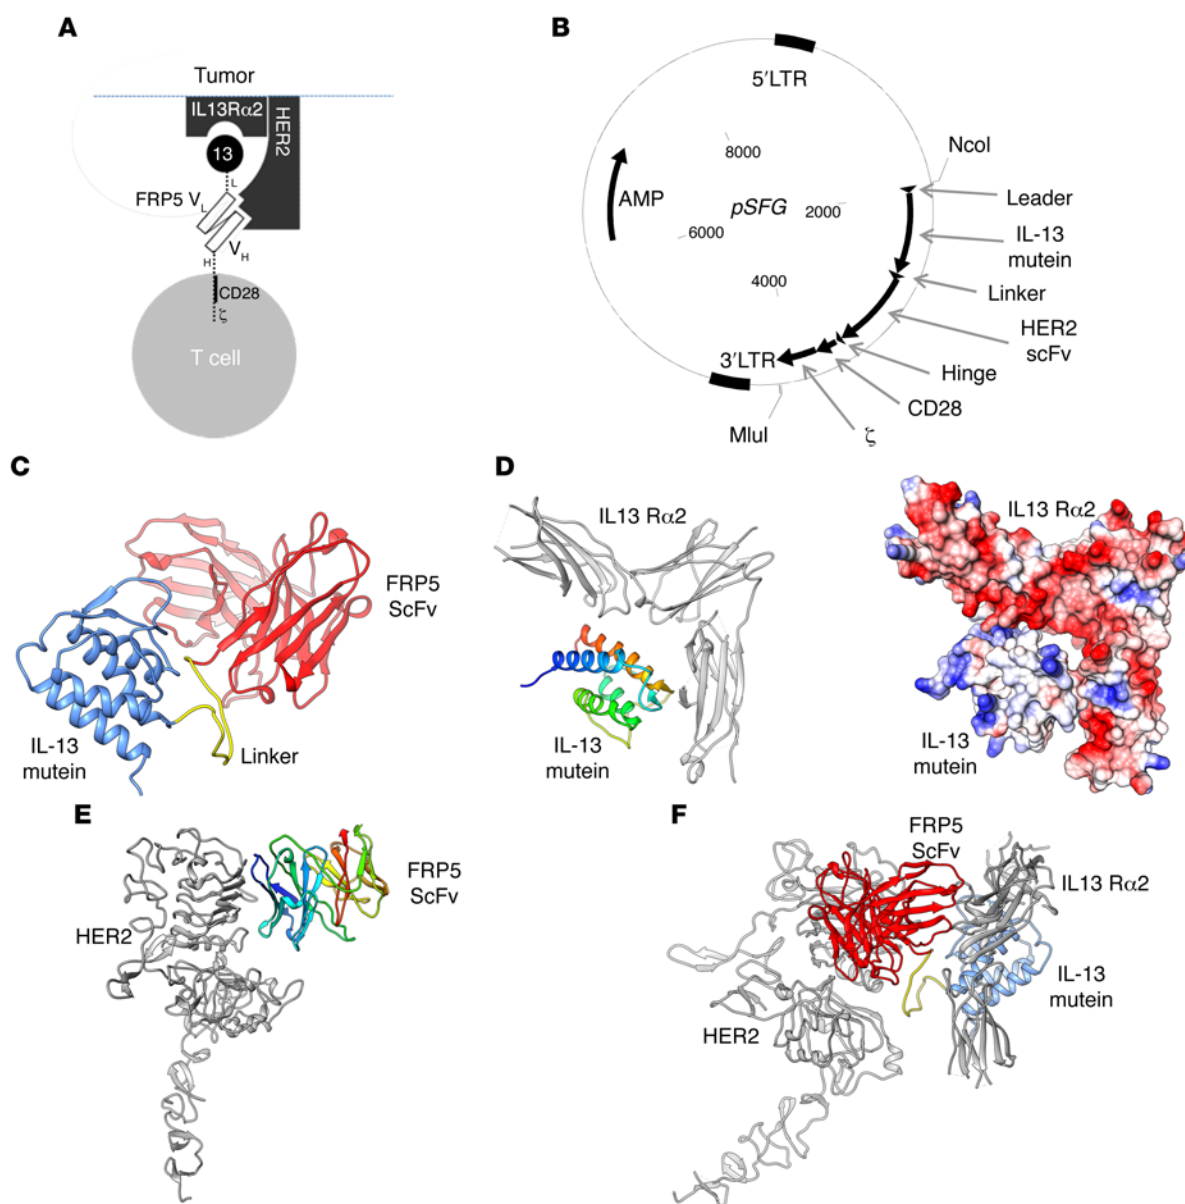 A
Tumor
IL13Rα2
HER2
13
L
FRP5 VL
VH
H
CD28
ζ
T cell
B
5′LTR
NcoI
8000
Leader
AMP
pSFG
2000
IL-13
mutein
6000
4000
Linker
HER2
scFv
3′LTR
Hinge
CD28
MluI
ζ
C
FRP5
ScFv
IL-13
mutein
Linker
D
IL13 Rα2
IL-13
mutein
IL13 Rα2
IL-13
mutein
E
FRP5
ScFv
HER2
F
FRP5
ScFv
IL13 Rα2
IL-13
mutein
HER2